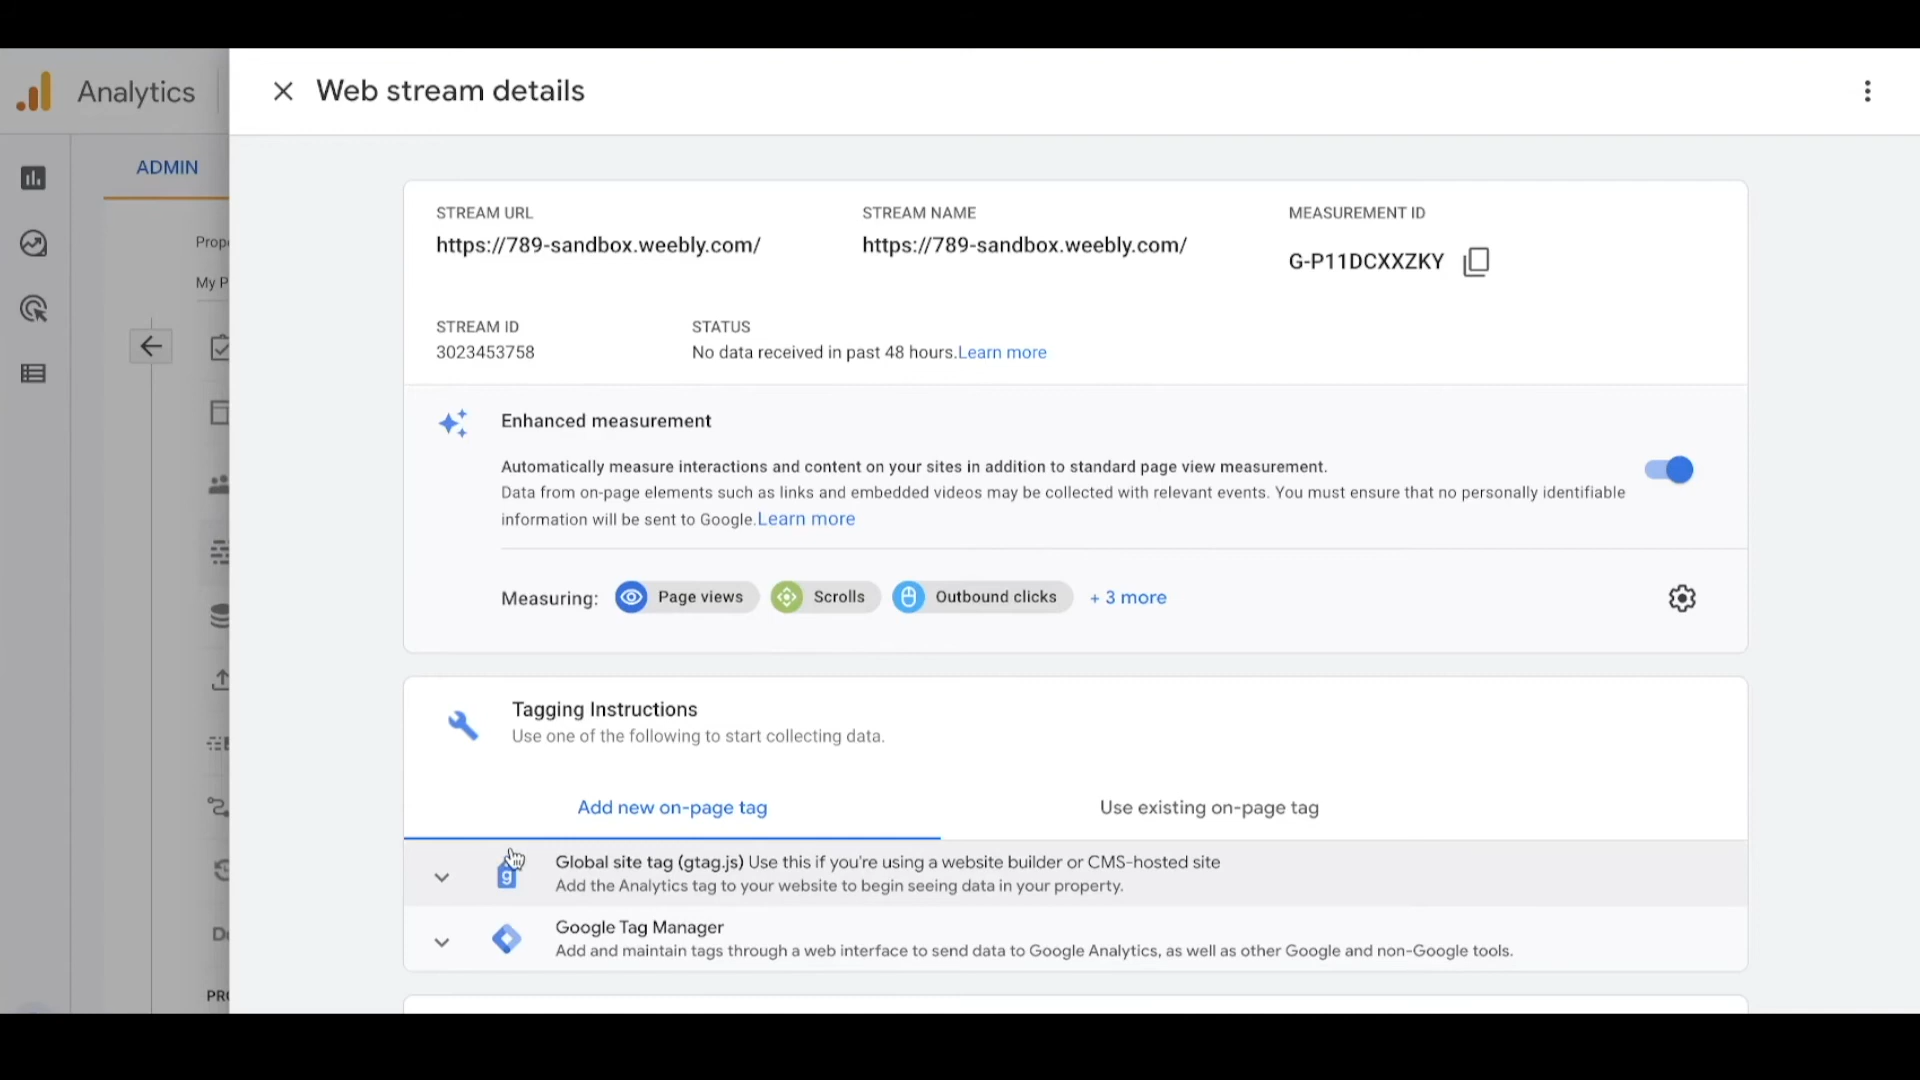 Analytics
Web stream details
ADMIN
STREAM URL
https://789-sandbox.weebly.com/
STREAM NAME
https://789-sandbox.weebly.com/
MEASUREMENT ID
G-P11DCXXZKY
Prop
My P
STREAM ID
3023453758
STATUS
No data received in past 48 hours.Learn more
Enhanced measurement
Automatically measure interactions and content on your sites in addition to standard page view measurement.
Data from on-page elements such as links and embedded videos may be collected with relevant events. You must ensure that no personally identifiable
information will be sent to Google.Learn more
Measuring: Page views Scrolls Outbound clicks + 3 more
Tagging Instructions
Use one of the following to start collecting data.
Add new on-page tag
Use existing on-page tag
Global site tag (gtag.js) Use this if you're using a website builder or CMS-hosted site
Add the Analytics tag to your website to begin seeing data in your property.
Google Tag Manager
Add and maintain tags through a web interface to send data to Google Analytics, as well as other Google and non-Google tools.